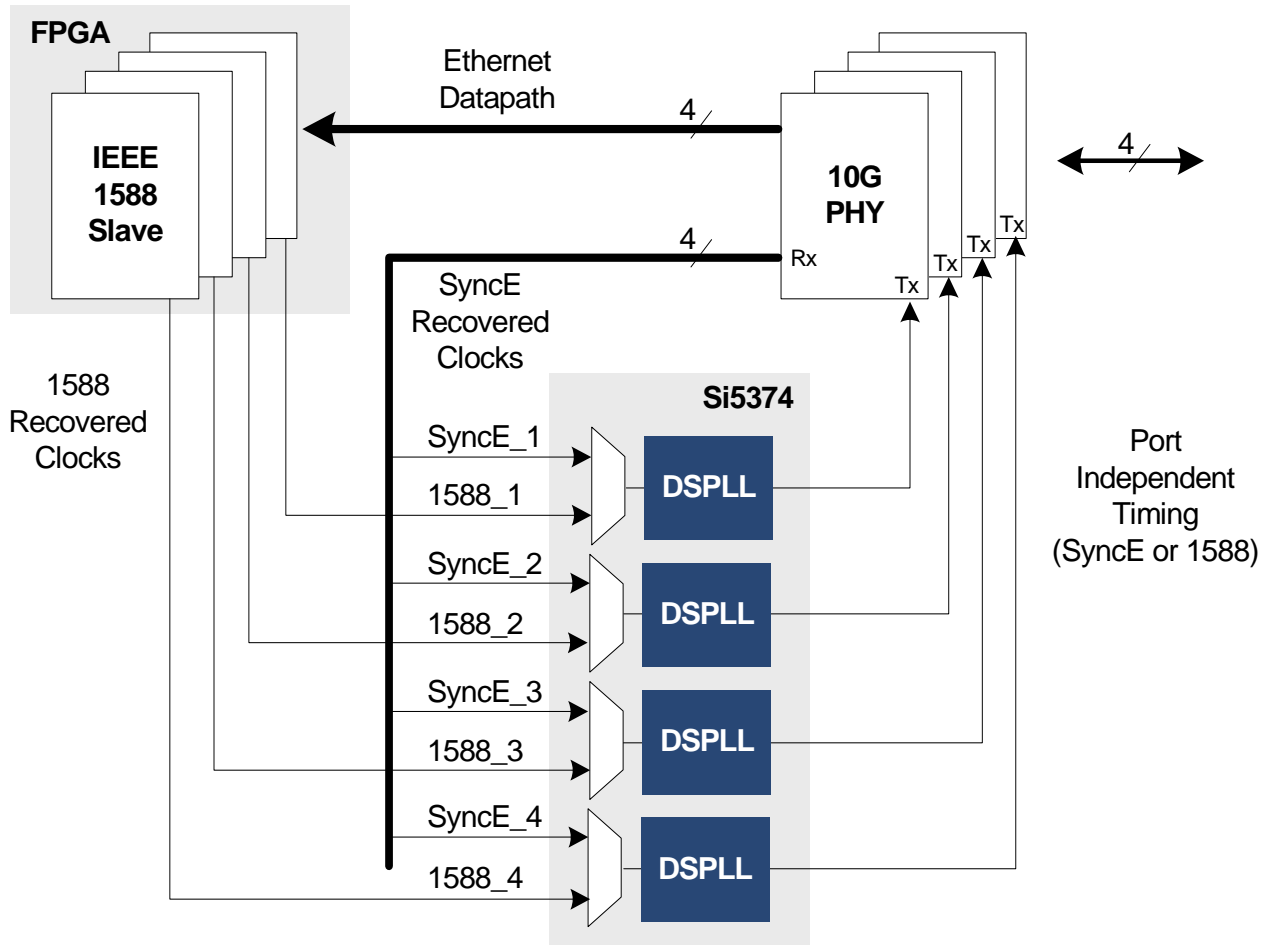 FPGA
IEEE
1588
Slave
Ethernet
Datapath
4
10G
PHY
Rx
Tx
Tx
Tx
Tx
4
4
SyncE
Recovered
Clocks
1588
Recovered
Clocks
Si5374
SyncE_1
1588_1
DSPLL
SyncE_2
1588_2
DSPLL
SyncE_3
1588_3
DSPLL
SyncE_4
1588_4
DSPLL
Port
Independent
Timing
(SyncE or 1588)